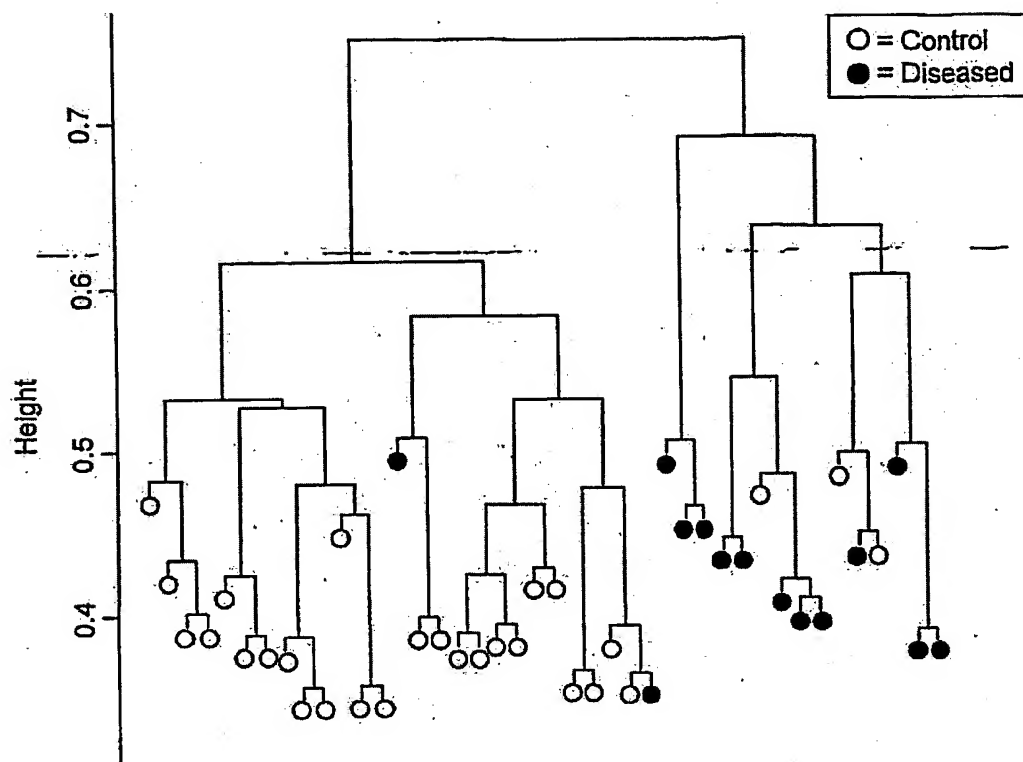 ○ = Control
● = Diseased
0.7
0.6
0.5
0.4
Height